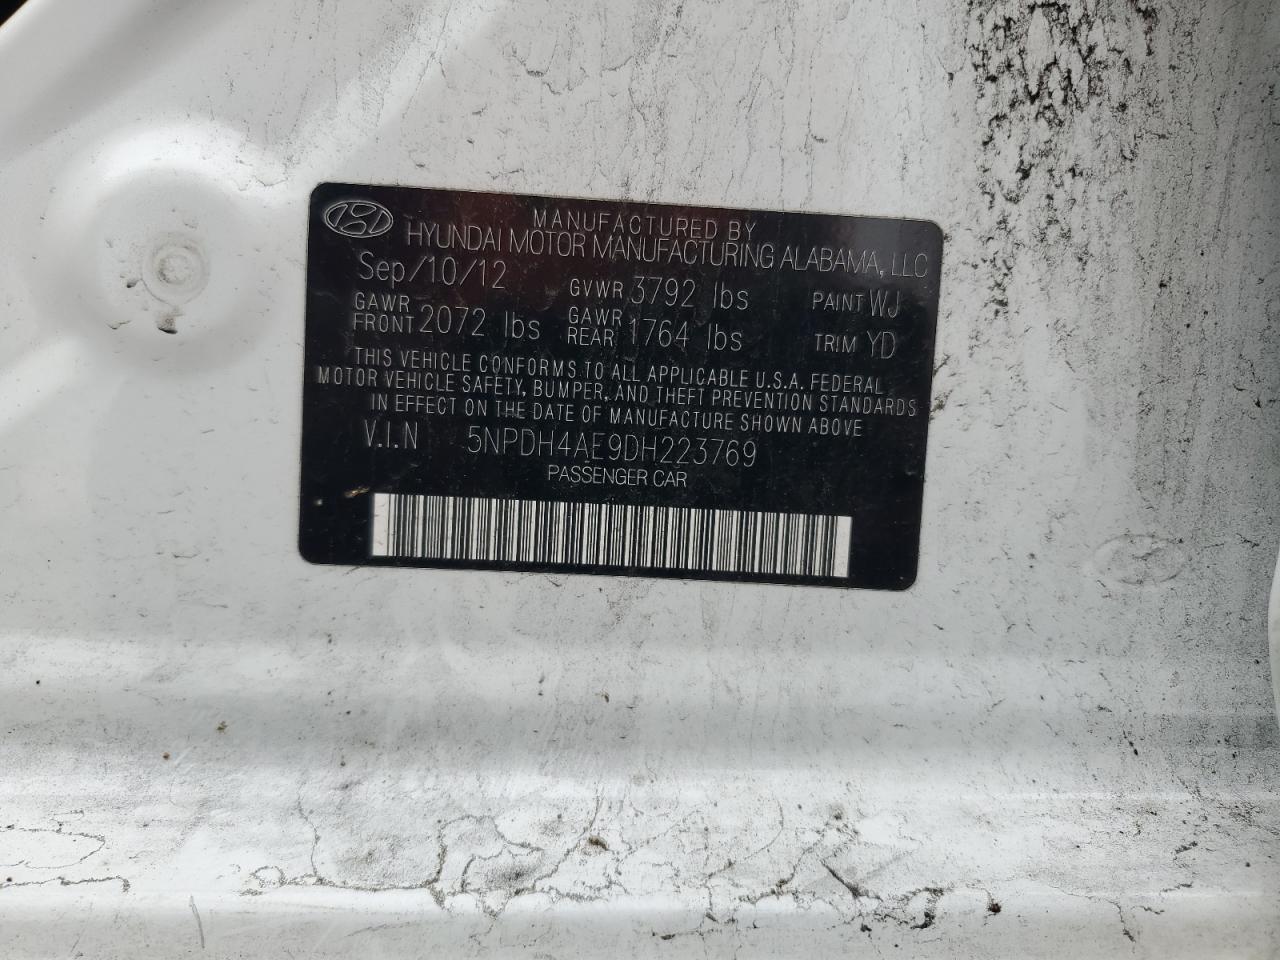 MANUFACTURED BY
HYUNDAI MOTOR MANUFACTURING ALABAMA, LLC
Sep/10/12 GVWR 3792 lbs PAINT WJ
GAWR FRONT 2072 lbs GAWR REAR 1764 lbs TRIM YD
THIS VEHICLE CONFORMS TO ALL APPLICABLE U.S.A. FEDERAL
MOTOR VEHICLE SAFETY, BUMPER, AND THEFT PREVENTION STANDARDS
IN EFFECT ON THE DATE OF MANUFACTURE SHOWN ABOVE
V.I.N 5NPDH4AE9DH223769
PASSENGER CAR